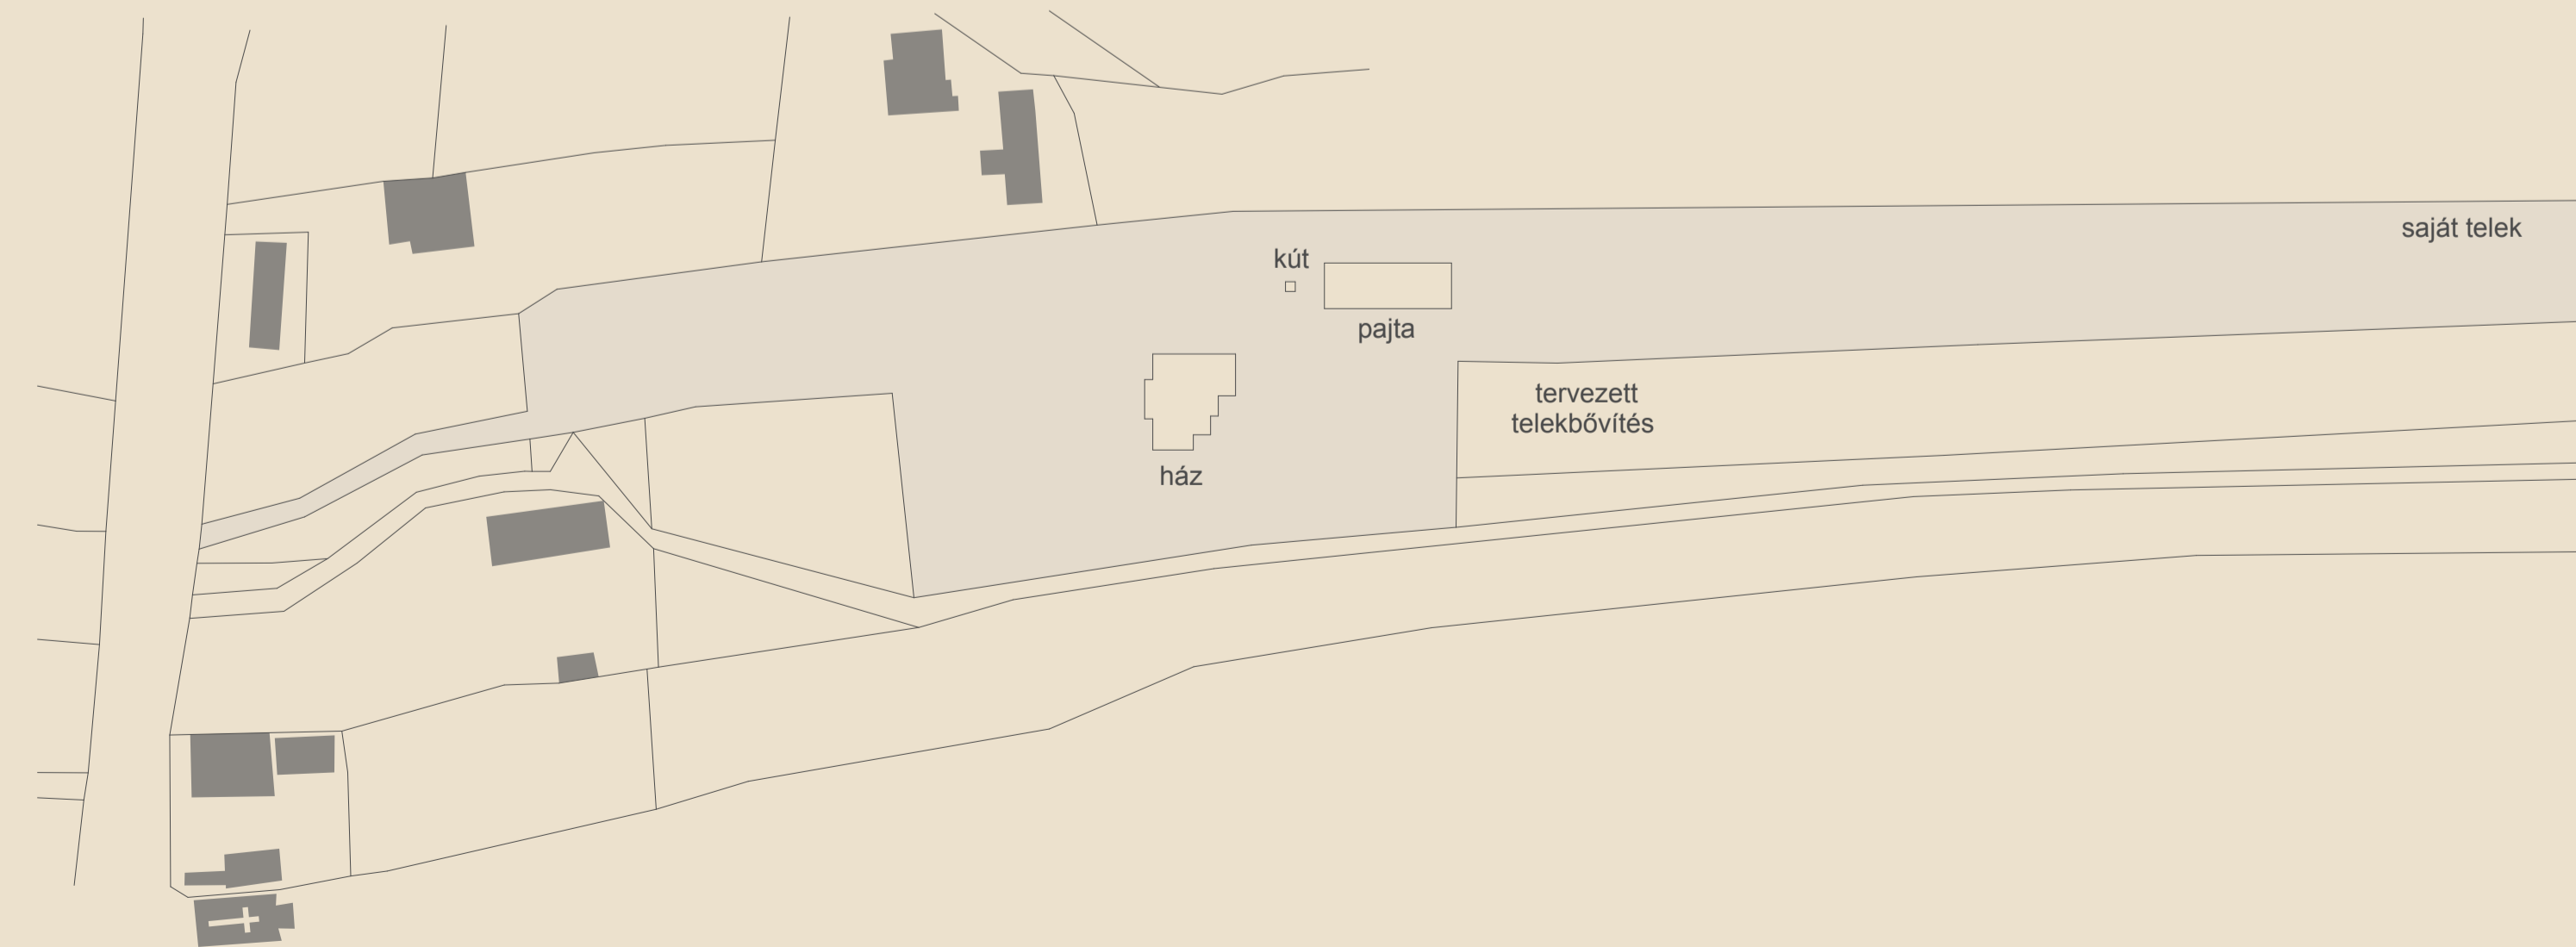 saját telek
kút
pajta
tervezett
telekbővítés
ház